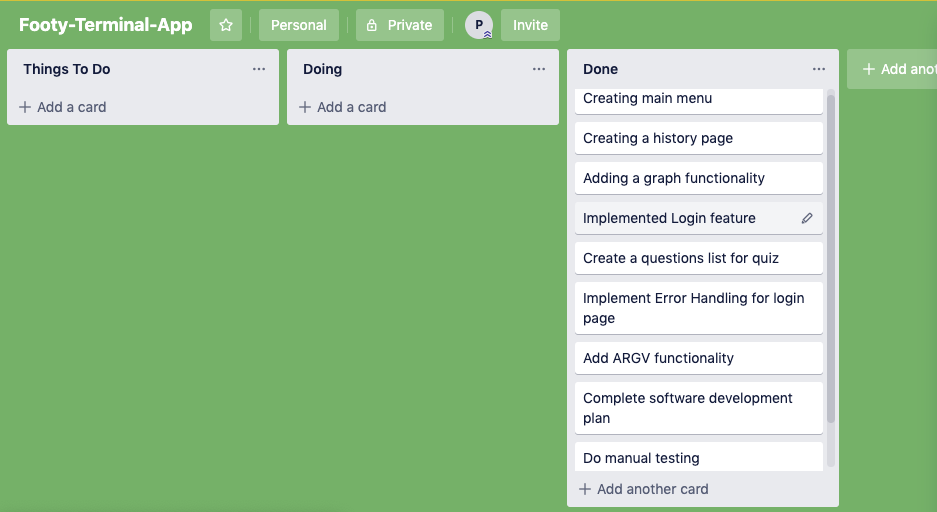 Footy-Terminal-App
Personal
Private
P
Invite
Things To Do
+ Add a card
Doing
+ Add a card
Done
Creating main menu
Creating a history page
Adding a graph functionality
Implemented Login feature
Create a questions list for quiz
Implement Error Handling for login
page
Add ARGV functionality
Complete software development
plan
Do manual testing
+ Add another card
+ Add anot